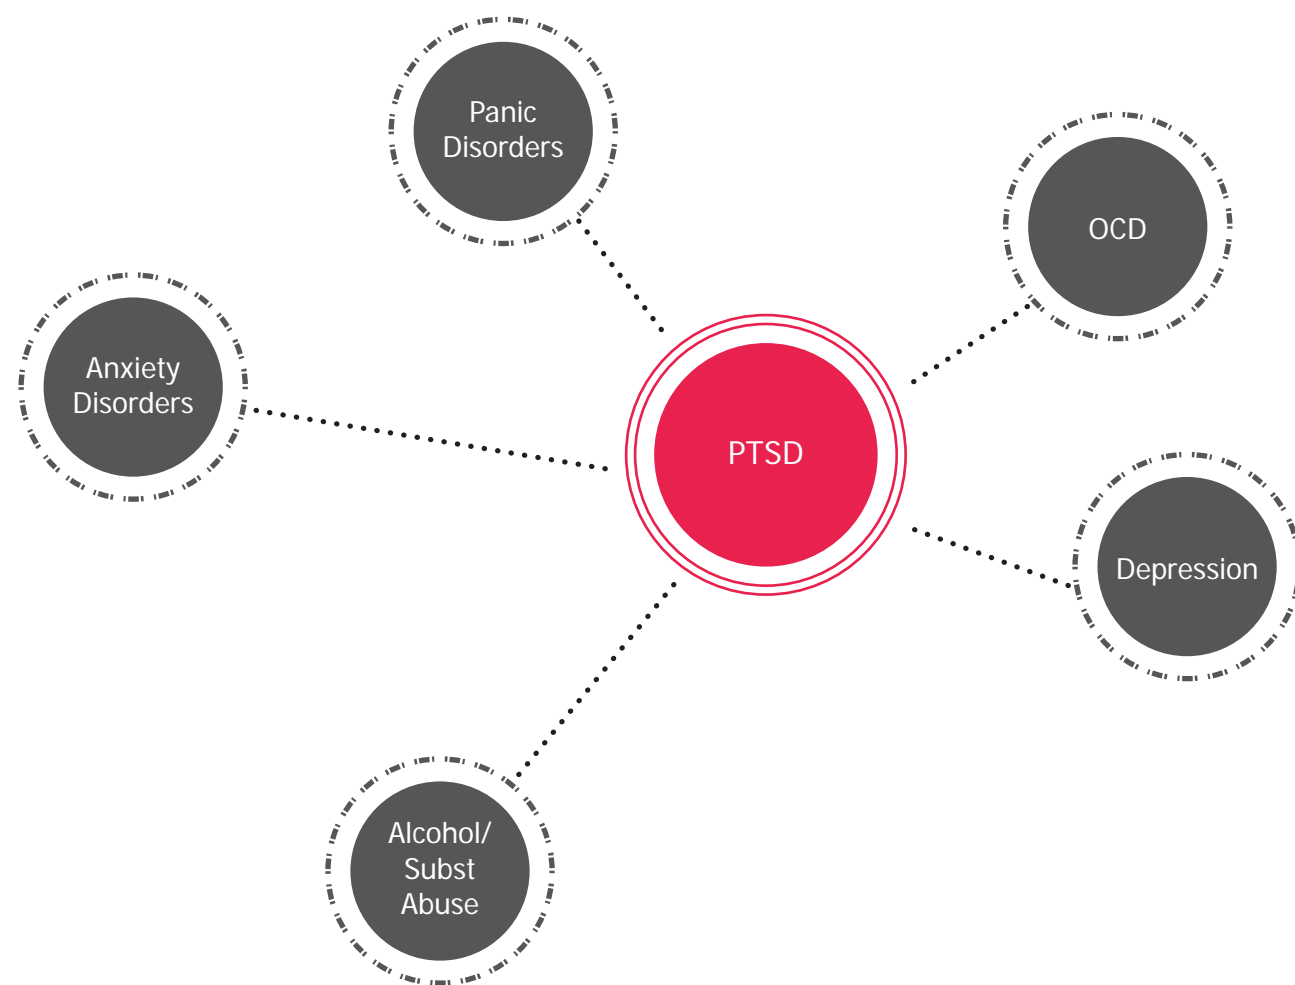 Panic
Disorders
OCD
Anxiety
Disorders
PTSD
Depression
Alcohol/
Subst
Abuse